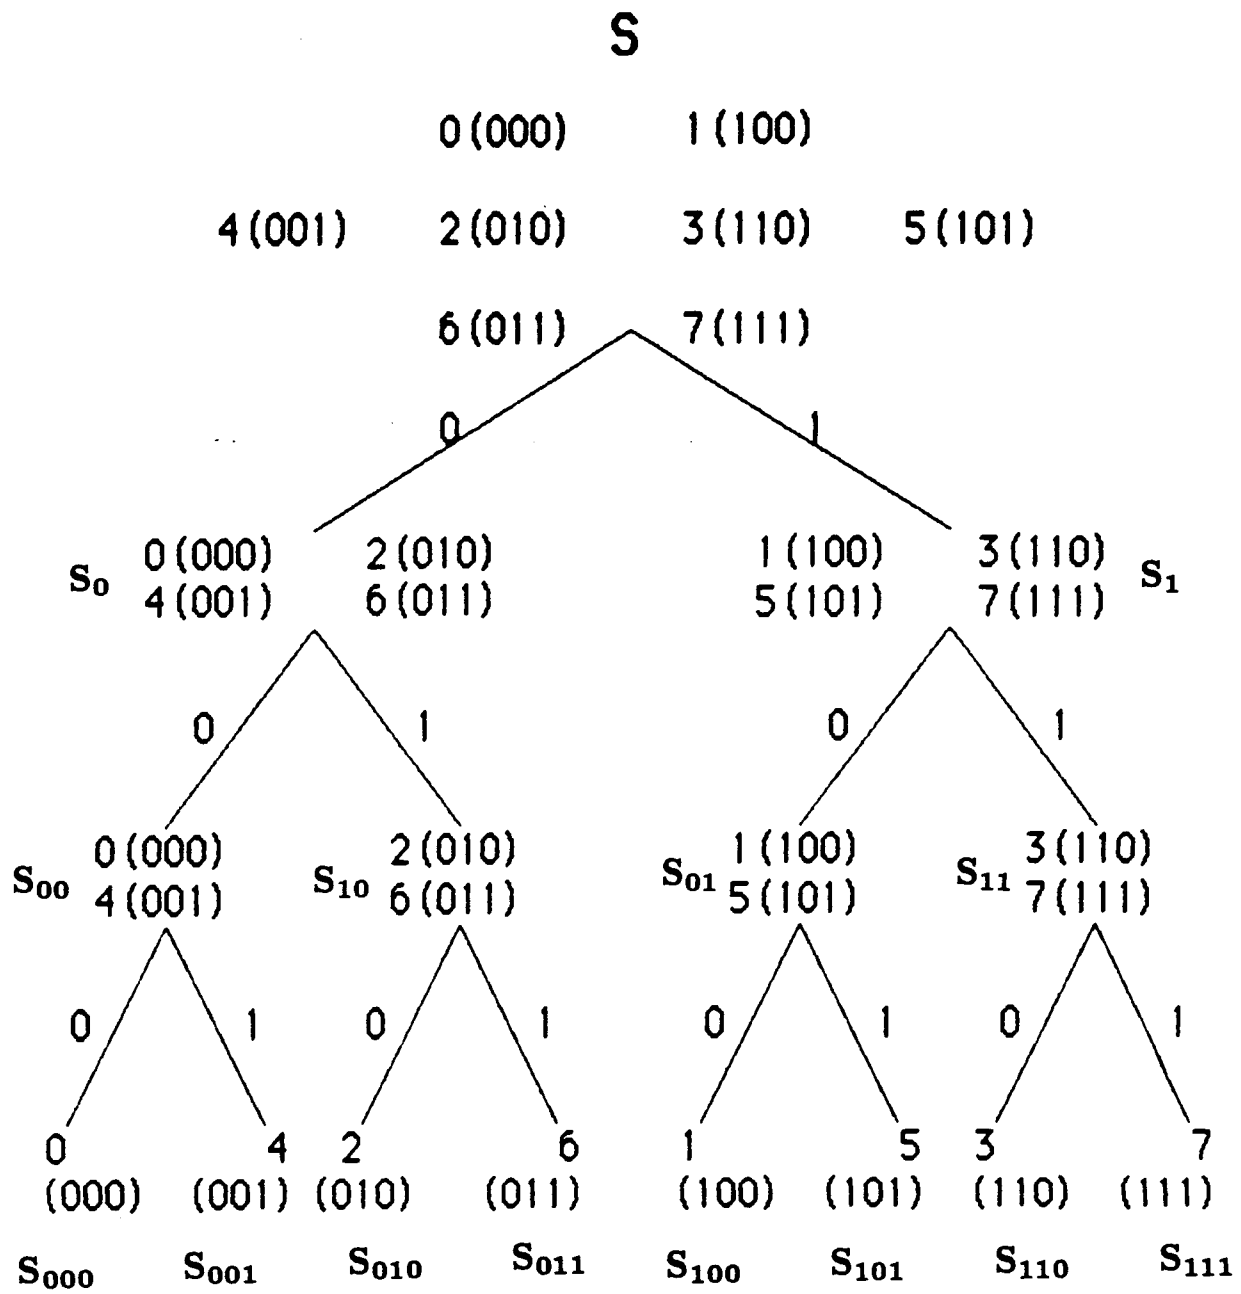 S
0(000) 1(100)
4(001) 2(010) 3(110) 5(101)
6(011) 7(111)
0 1
0(000) 2(010) 1(100) 3(110)
S0 S1
4(001) 6(011) 5(101) 7(111)
0 1 0 1
0(000) 2(010) 1(100) 3(110)
S00 S10 S01 S11
4(001) 6(011) 5(101) 7(111)
0 1 0 1 0 1 0 1
0 4 2 6 1 5 3 7
(000) (001) (010) (011) (100) (101) (110) (111)
S000 S001 S010 S011 S100 S101 S110 S111